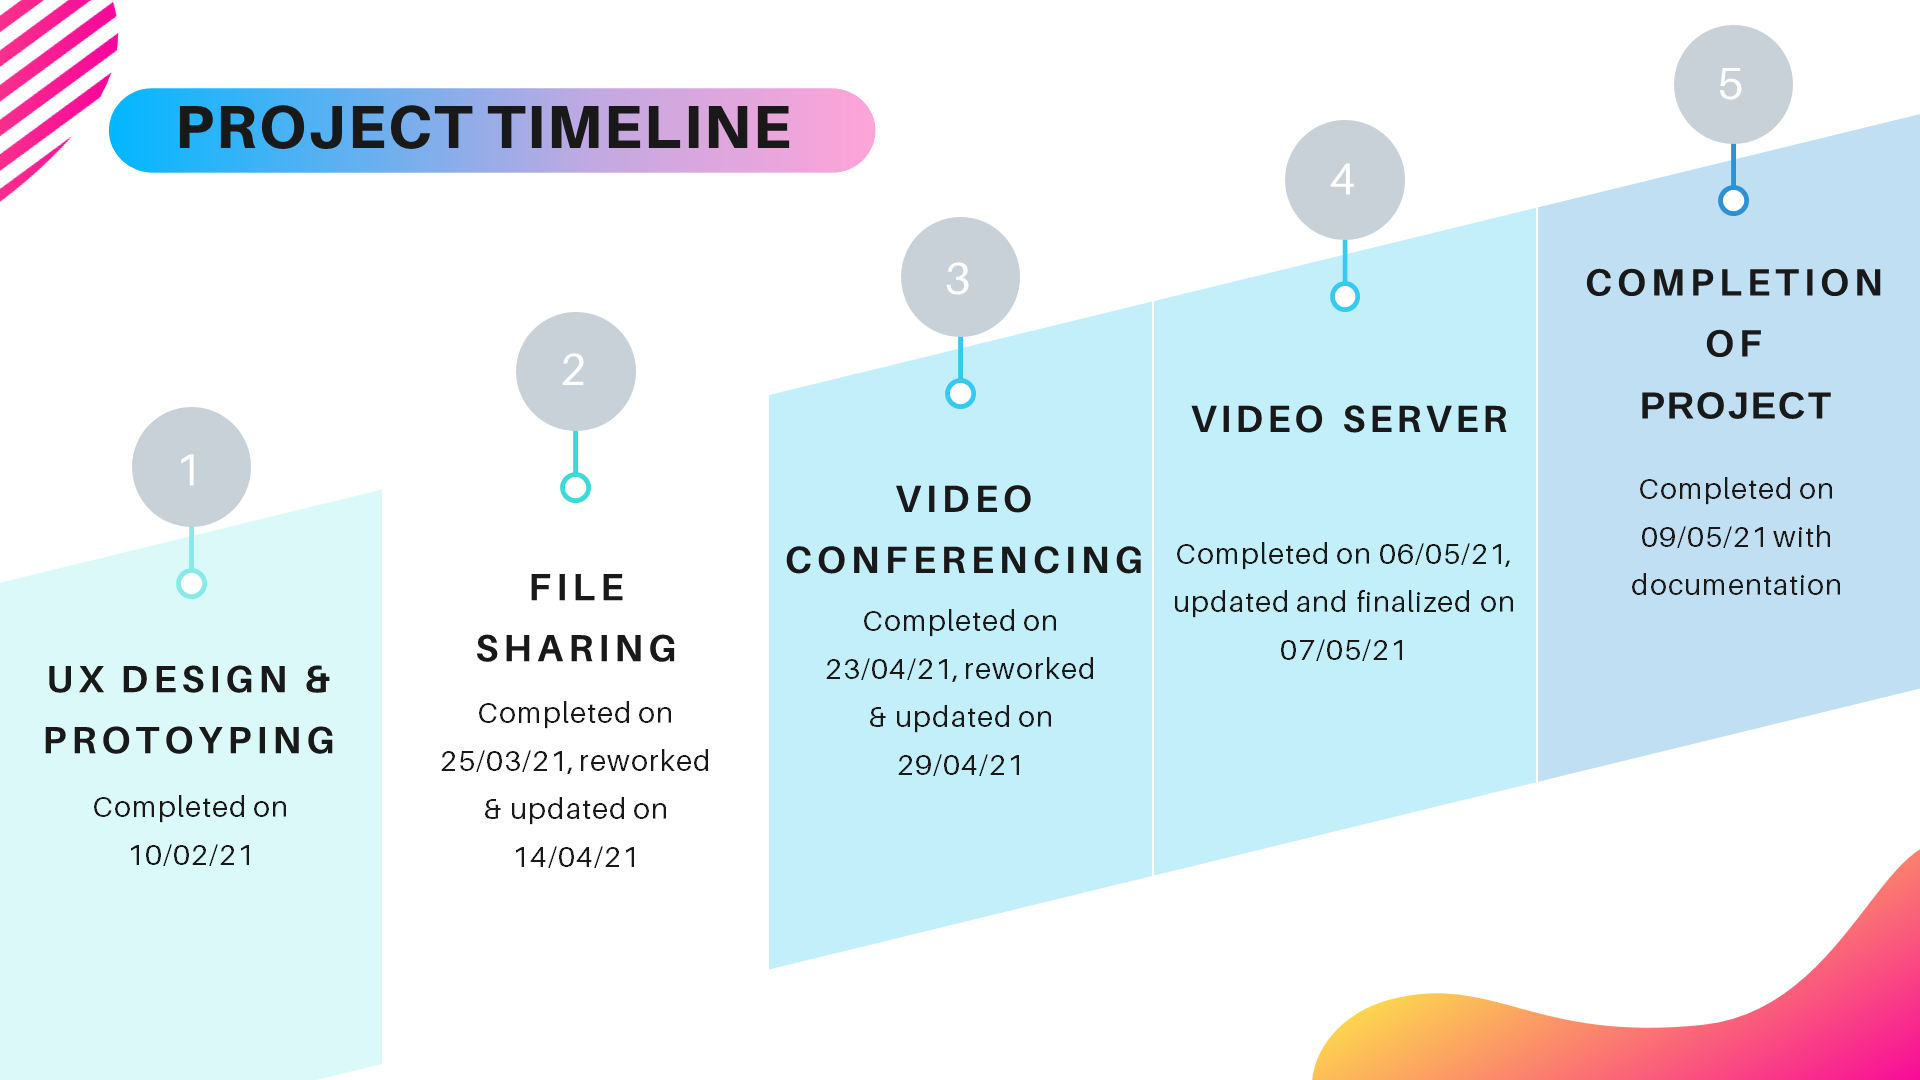 PROJECT TIMELINE
1
UX DESIGN &
PROTOYPING
Completed on
10/02/21
2
FILE
SHARING
Completed on
25/03/21, reworked
& updated on
14/04/21
3
VIDEO
CONFERENCING
Completed on
23/04/21, reworked
& updated on
29/04/21
4
VIDEO SERVER
Completed on 06/05/21,
updated and finalized on
07/05/21
5
COMPLETION
OF
PROJECT
Completed on
09/05/21 with
documentation